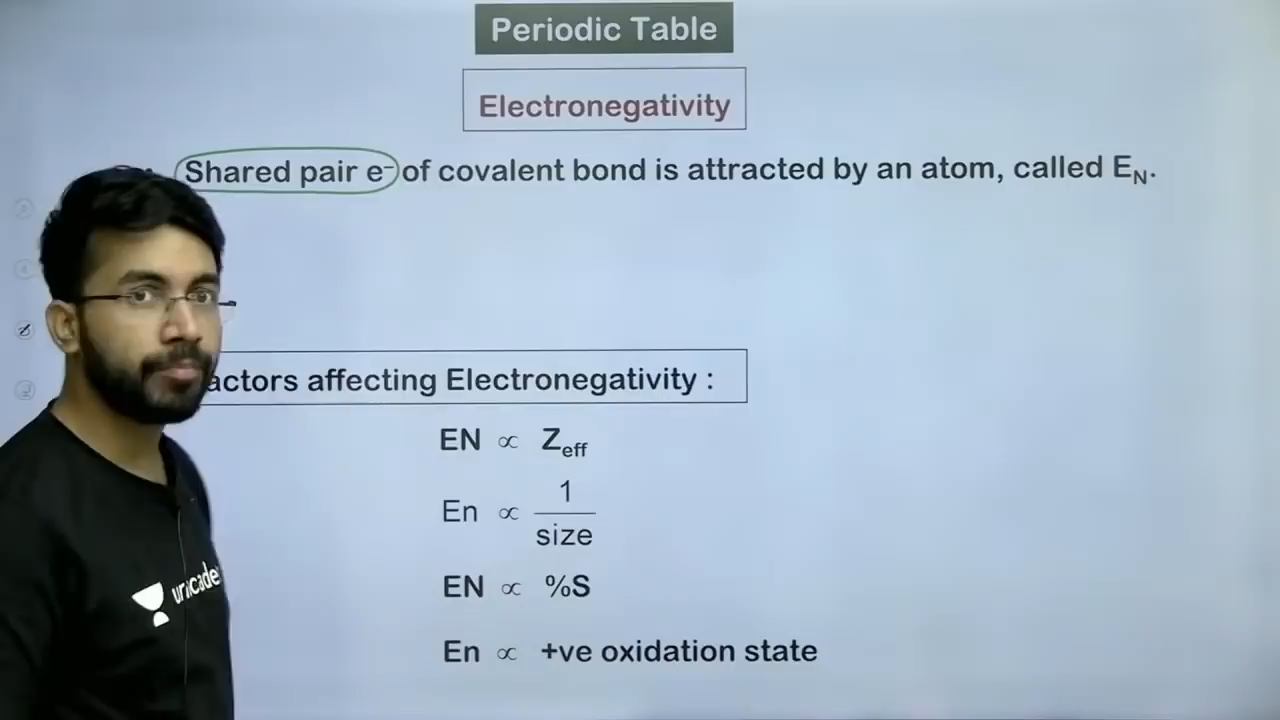 Periodic Table
Electronegativity
Shared pair e⁻ of covalent bond is attracted by an atom, called E_N.
actors affecting Electronegativity :
EN ∝ Z_eff
En ∝ 1/size
EN ∝ %S
En ∝ +ve oxidation state